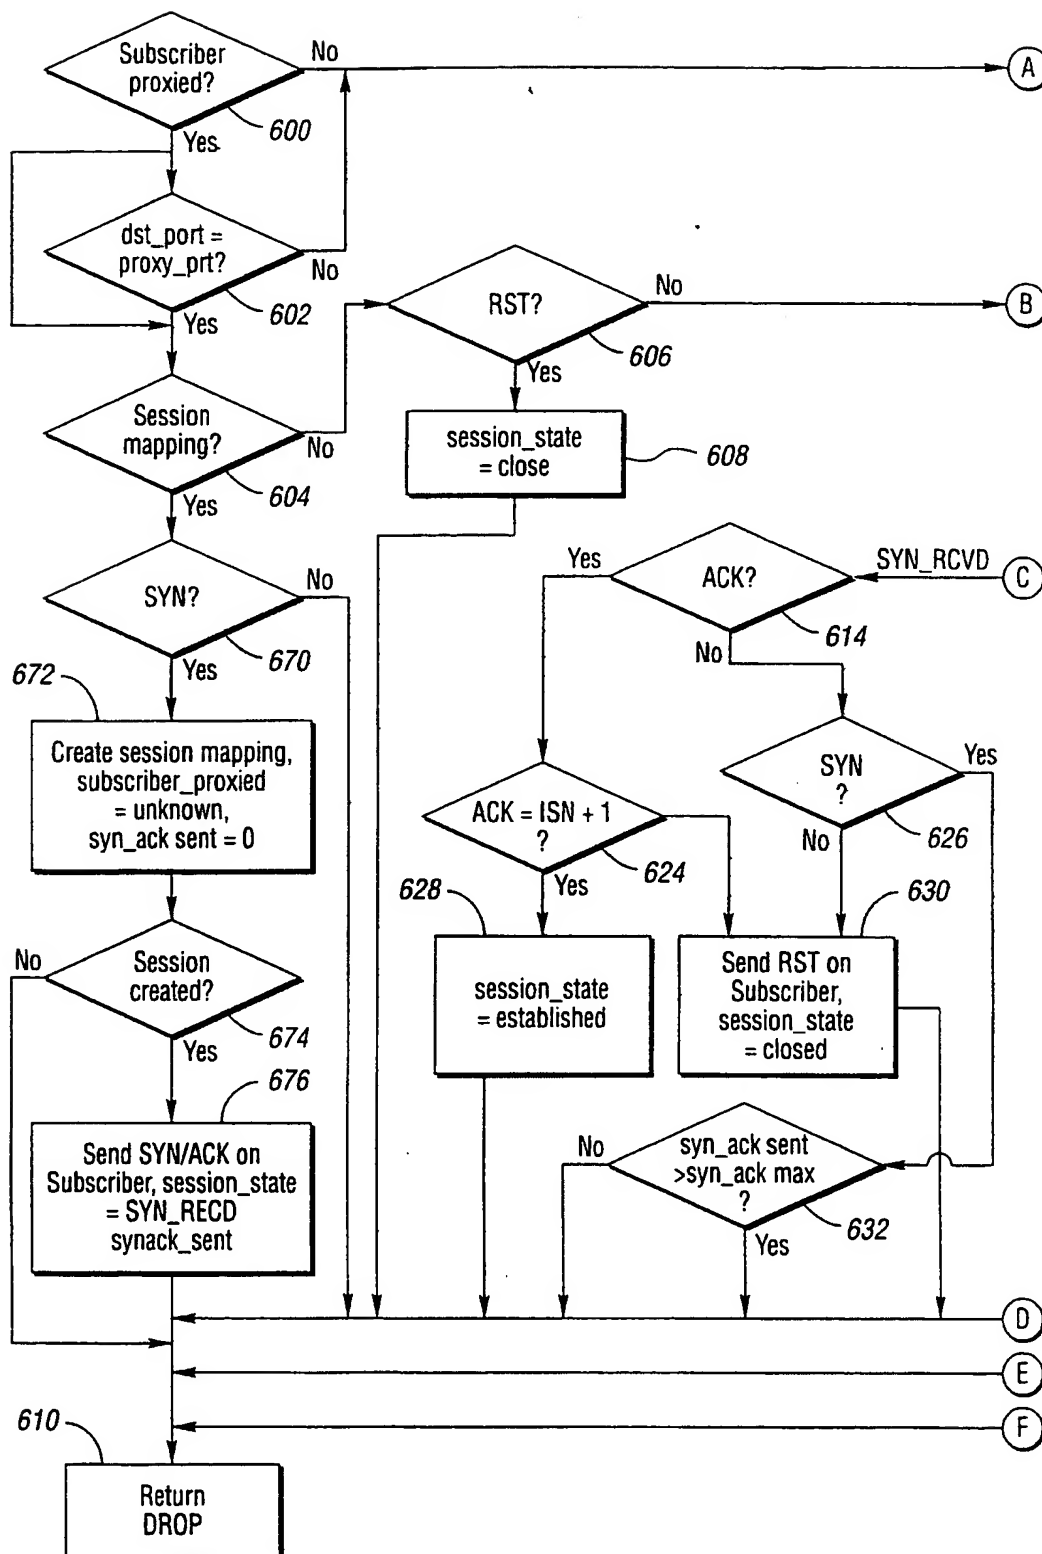 Subscriber
proxied?
No
A
600
Yes
dst_port =
proxy_prt?
No
602
Yes
RST?
No
B
606
Yes
Session
mapping?
No
604
Yes
session_state
= close
608
SYN?
No
670
Yes
Yes
ACK?
SYN_RCVD
C
614
No
672
Create session mapping,
subscriber_proxied
= unknown,
syn_ack sent = 0
SYN
?
Yes
626
No
ACK = ISN + 1
?
624
Yes
628
session_state
= established
630
Send RST on
Subscriber,
session_state
= closed
No
Session
created?
674
Yes
676
Send SYN/ACK on
Subscriber, session_state
= SYN_RECD
synack_sent
No
syn_ack sent
>syn_ack max
?
632
Yes
D
E
F
610
Return
DROP